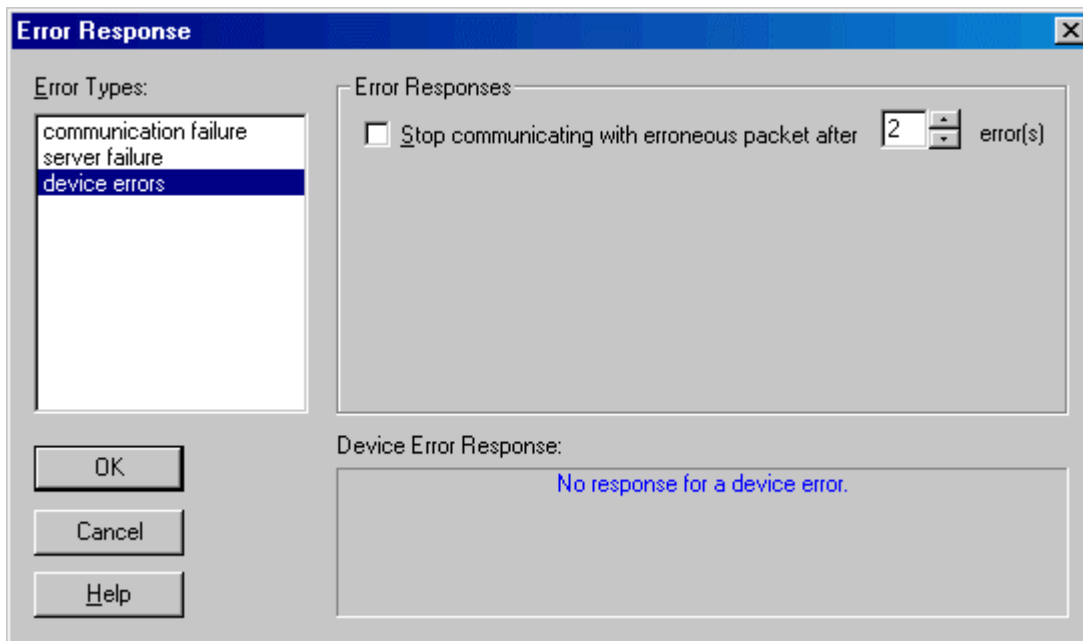 Error Response
Error Types:
communication failure
server failure
device errors
Error Responses
Stop communicating with erroneous packet after 2 error(s)
OK
Cancel
Help
Device Error Response:
No response for a device error.